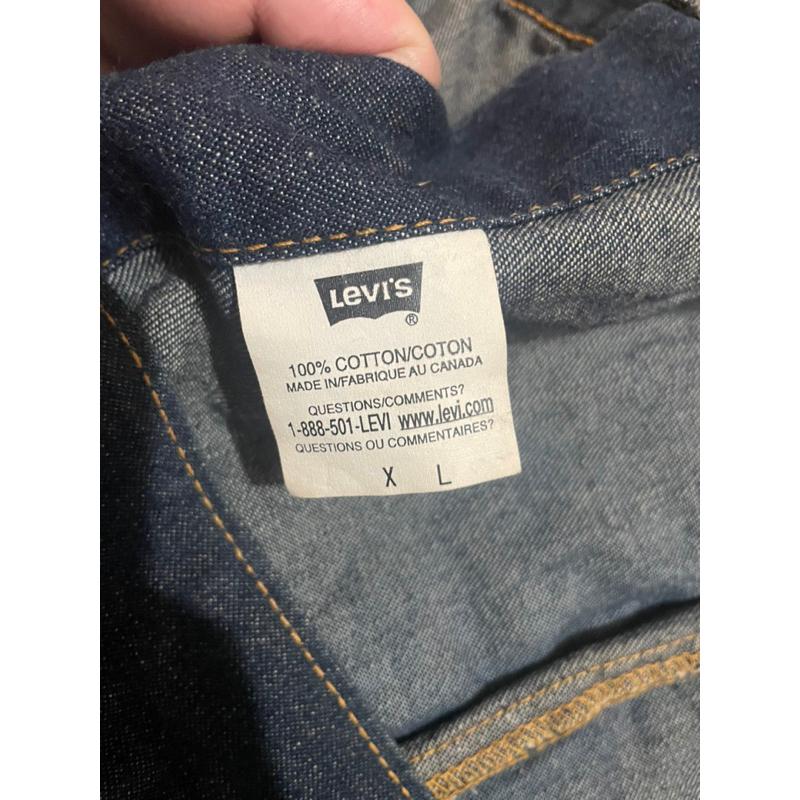 Levi's ®
100% COTTON/COTON
MADE IN/FABRIQUE AU CANADA
QUESTIONS/COMMENTS?
1-888-501-LEVI www.levi.com
QUESTIONS OU COMMENTAIRES?
X L